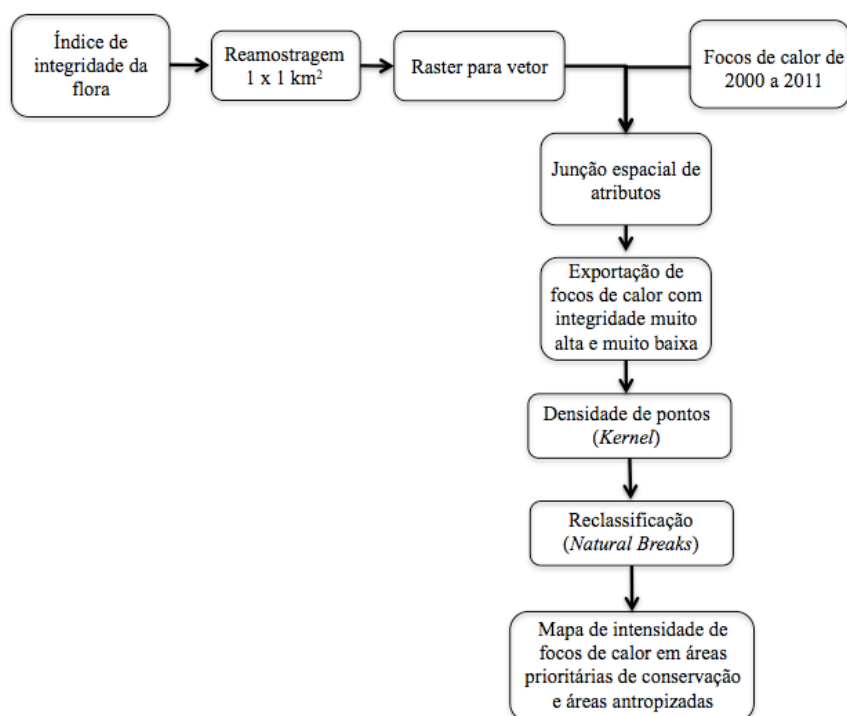 Índice de
integridade da
flora
Reamostragem
1 x 1 km²
Raster para vetor
Focos de calor de
2000 a 2011
Junção espacial de
atributos
Exportação de
focos de calor com
integridade muito
alta e muito baixa
Densidade de pontos
(Kernel)
Reclassificação
(Natural Breaks)
Mapa de intensidade de
focos de calor em áreas
prioritárias de conservação
e áreas antropizadas